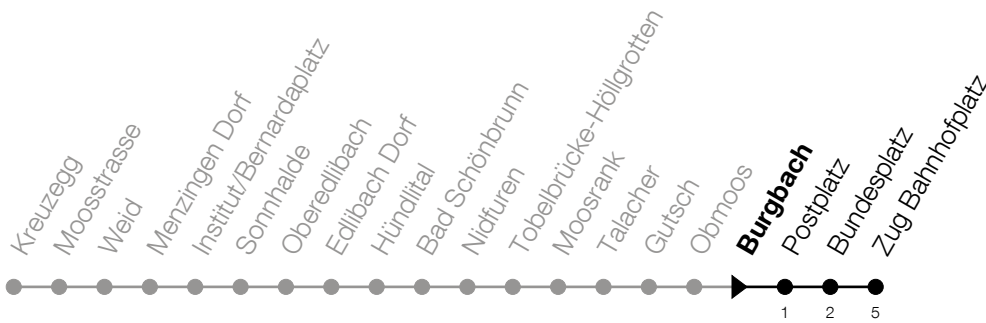 Kreuzegg
Moosstrasse
Weid
Menzingen Dorf
Institut/Bernardaplatz
Sonnhalde
Oberedlibach
Edlibach Dorf
Hündlital
Bad Schönbrunn
Nidfuren
Tobelbrücke-Höllgrotten
Moosrank
Talacher
Gutsch
Obmoos
Burgbach
Postplatz
Bundesplatz
Zug Bahnhofplatz
1 2 5